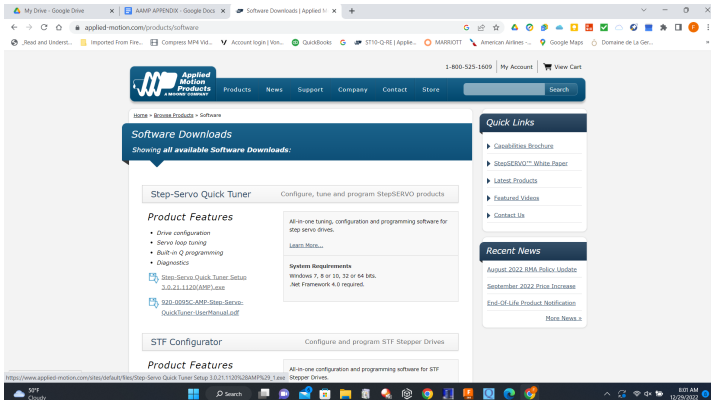 My Drive - Google Drive
AAMP APPENDIX - Google Docs
Software Downloads | Applied M
applied-motion.com/products/software
_Read and Underst...
Imported From Fire...
Compress MP4 Vid...
Account login | Von...
QuickBooks
ST10-Q-RE | Applie...
MARRIOTT
American Airlines -...
Google Maps
Domaine de La Ger...
1-800-525-1609
My Account
View Cart
Applied
Motion
Products
A MOONS' COMPANY
Products
News
Support
Company
Contact
Store
Search
Home » Browse Products » Software
Software Downloads
Showing all available Software Downloads:
Step-Servo Quick Tuner
Configure, tune and program StepSERVO products
Product Features
• Drive configuration
• Servo loop tuning
• Built-in Q programming
• Diagnostics
Step-Servo Quick Tuner Setup
3.0.21.1120(AMP).exe
920-0095C-AMP-Step-Servo-
QuickTuner-UserManual.pdf
All-in-one tuning, configuration and programming software for
step servo drives.
Learn More...
System Requirements
Windows 7, 8 or 10, 32 or 64 bits.
.Net Framework 4.0 required.
STF Configurator
Configure and program STF Stepper Drives
Product Features
All-in-one configuration and programming software for STF
Stepper Drives.
Quick Links
Capabilities Brochure
StepSERVO™ White Paper
Latest Products
Featured Videos
Contact Us
Recent News
August 2022 RMA Policy Update
September 2022 Price Increase
End-Of-Life Product Notification
More News »
https://www.applied-motion.com/sites/default/files/Step-Servo Quick Tuner Setup 3.0.21.1120%28AMP%29_1.exe
50°F
Cloudy
Search
8:01 AM
12/29/2022